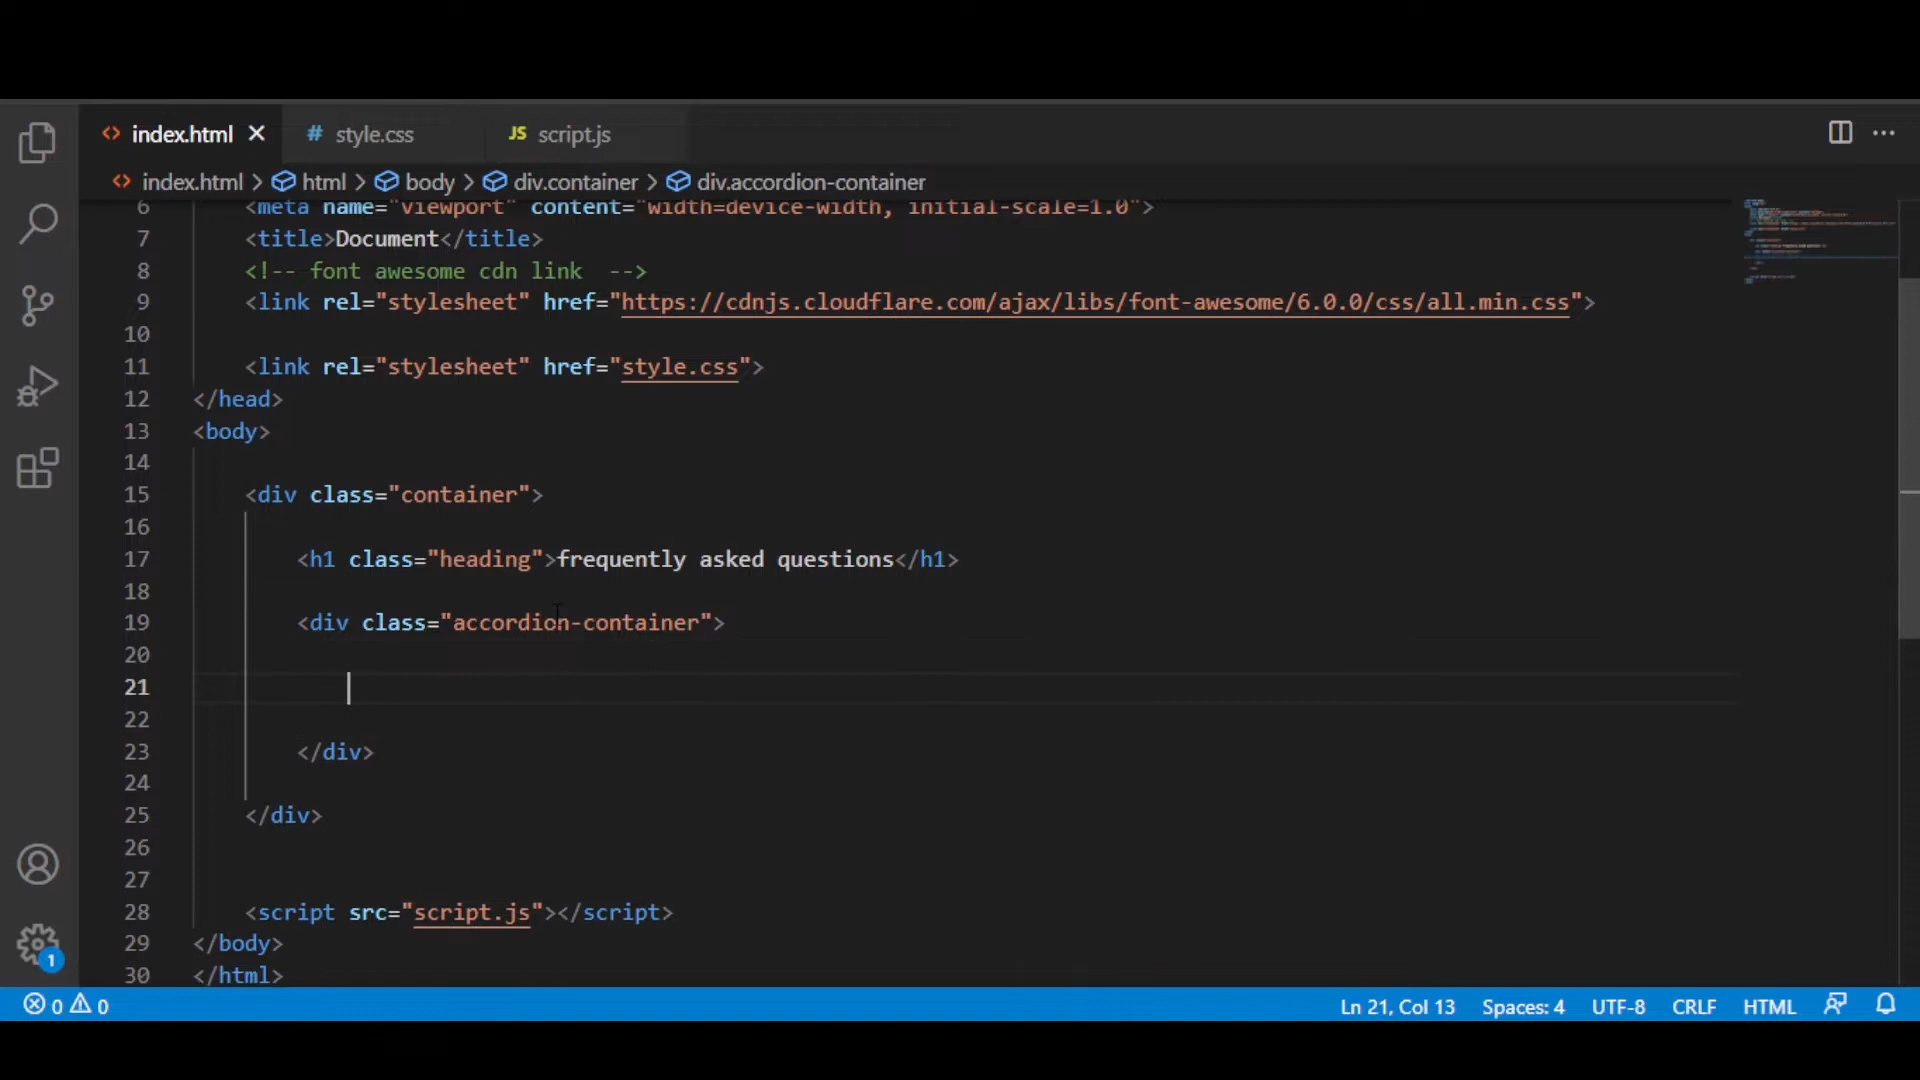 index.html
style.css
JS script.js
index.html > html > body > div.container > div.accordion-container
6 <meta name="viewport" content="width=device-width, initial-scale=1.0">
7 <title>Document</title>
8 <!-- font awesome cdn link  -->
9 <link rel="stylesheet" href="https://cdnjs.cloudflare.com/ajax/libs/font-awesome/6.0.0/css/all.min.css">
10
11 <link rel="stylesheet" href="style.css">
12 </head>
13 <body>
14
15 <div class="container">
16
17 <h1 class="heading">frequently asked questions</h1>
18
19 <div class="accordion-container">
20
21
22
23 </div>
24
25 </div>
26
27
28 <script src="script.js"></script>
29 </body>
30 </html>
1
0 0 Ln 21, Col 13 Spaces: 4 UTF-8 CRLF HTML